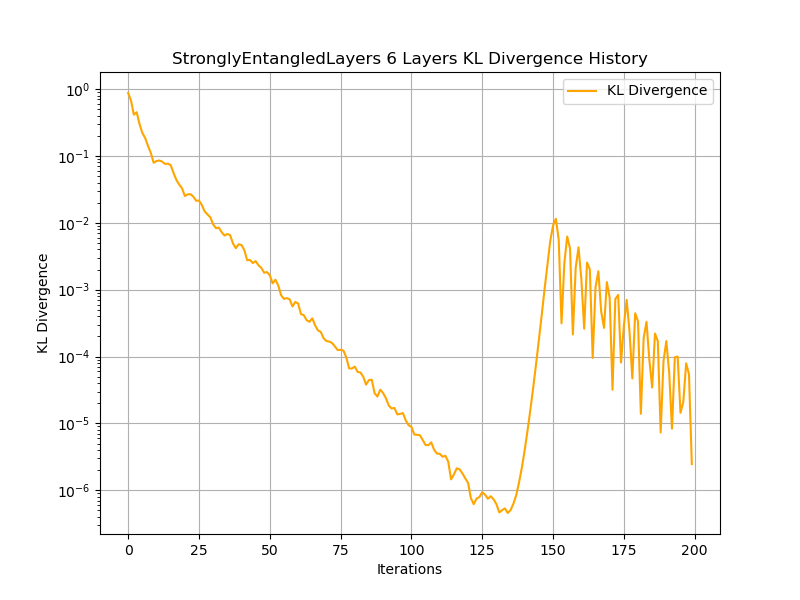 StronglyEntangledLayers 6 Layers KL Divergence History
KL Divergence
KL Divergence
10⁰
10⁻¹
10⁻²
10⁻³
10⁻⁴
10⁻⁵
10⁻⁶
0 25 50 75 100 125 150 175 200
Iterations